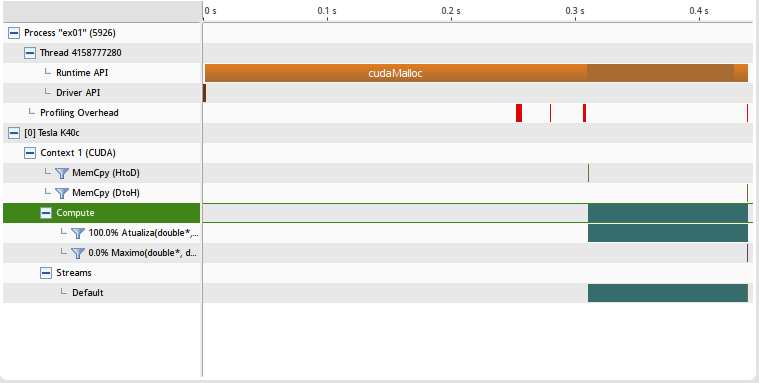 0 s 0.1 s 0.2 s 0.3 s 0.4 s
Process "ex01" (5926)
Thread 4158777280
Runtime API cudaMalloc
Driver API
Profiling Overhead
[0] Tesla K40c
Context 1 (CUDA)
MemCpy (HtoD)
MemCpy (DtoH)
Compute
100.0% Atualiza(double*,...
0.0% Maximo(double*, d...
Streams
Default